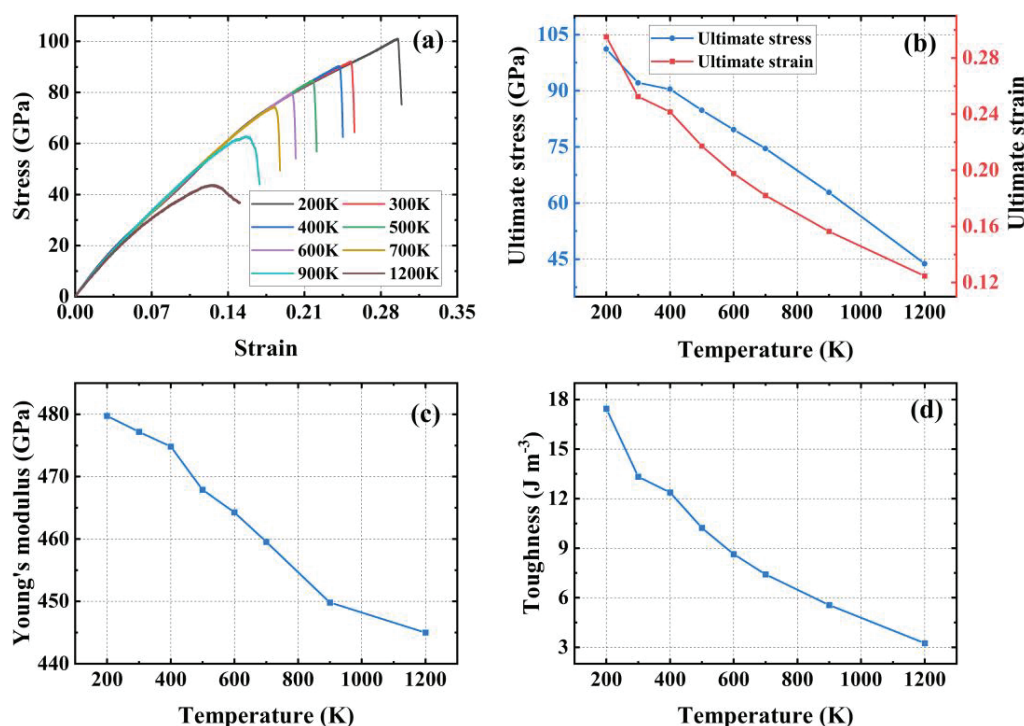 (a)
Stress (GPa)
100
80
60
40
20
0
200K 300K
400K 500K
600K 700K
900K 1200K
0.00 0.07 0.14 0.21 0.28 0.35
Strain
(b)
Ultimate stress (GPa)
105
90
75
60
45
Ultimate stress
Ultimate strain
0.28
0.24
0.20
0.16
0.12
Ultimate strain
200 400 600 800 1000 1200
Temperature (K)
(c)
Young's modulus (GPa)
480
470
460
450
440
200 400 600 800 1000 1200
Temperature (K)
(d)
Toughness (J m⁻³)
18
15
12
9
6
3
200 400 600 800 1000 1200
Temperature (K)